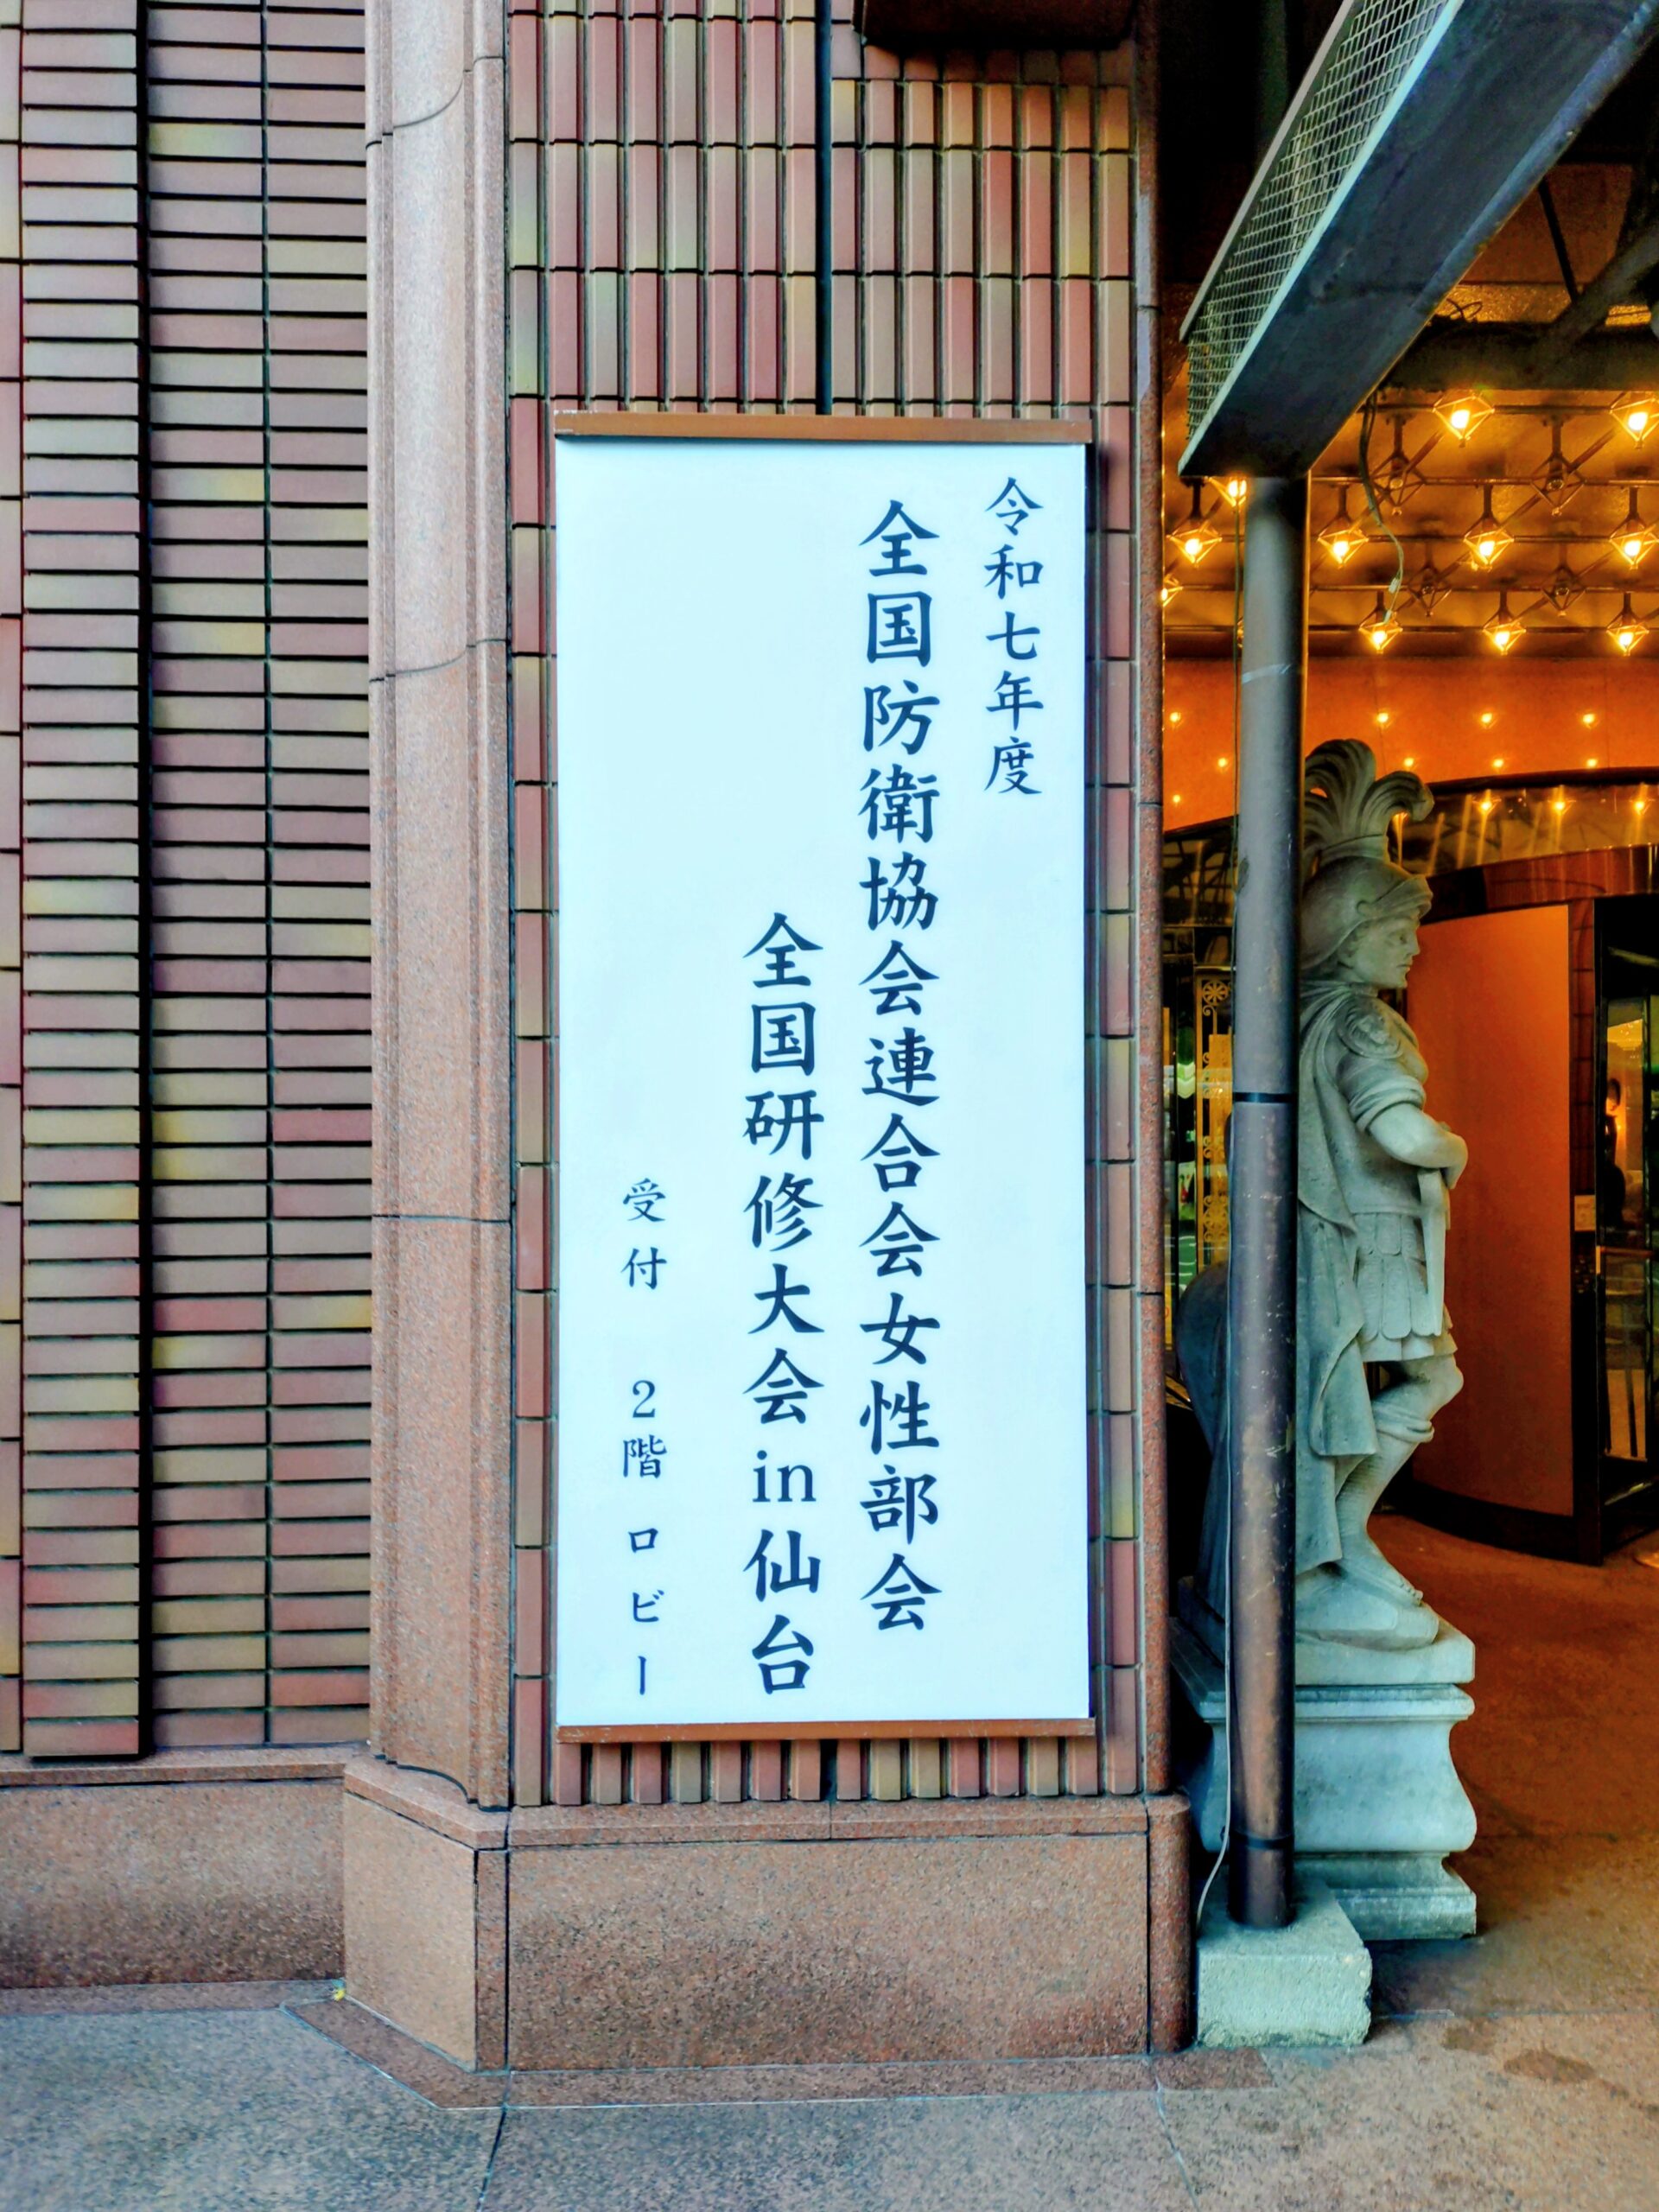 令和七年度
全国防衛協会連合会女性部会
全国研修大会in仙台
受付 2階ロビー